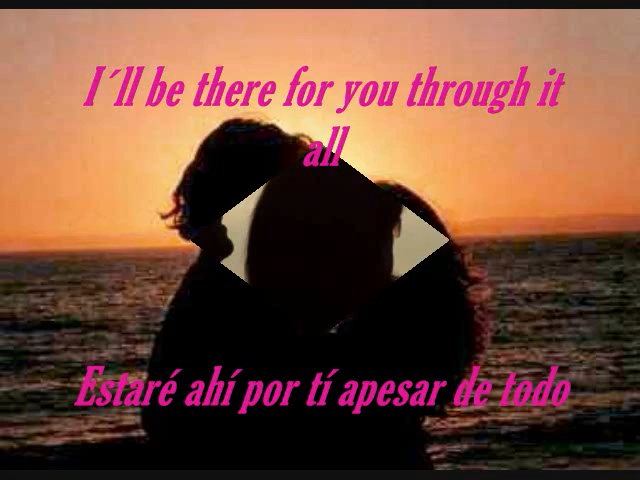 I´ll be there for you through it
all
Estaré ahí por tí apesar de todo